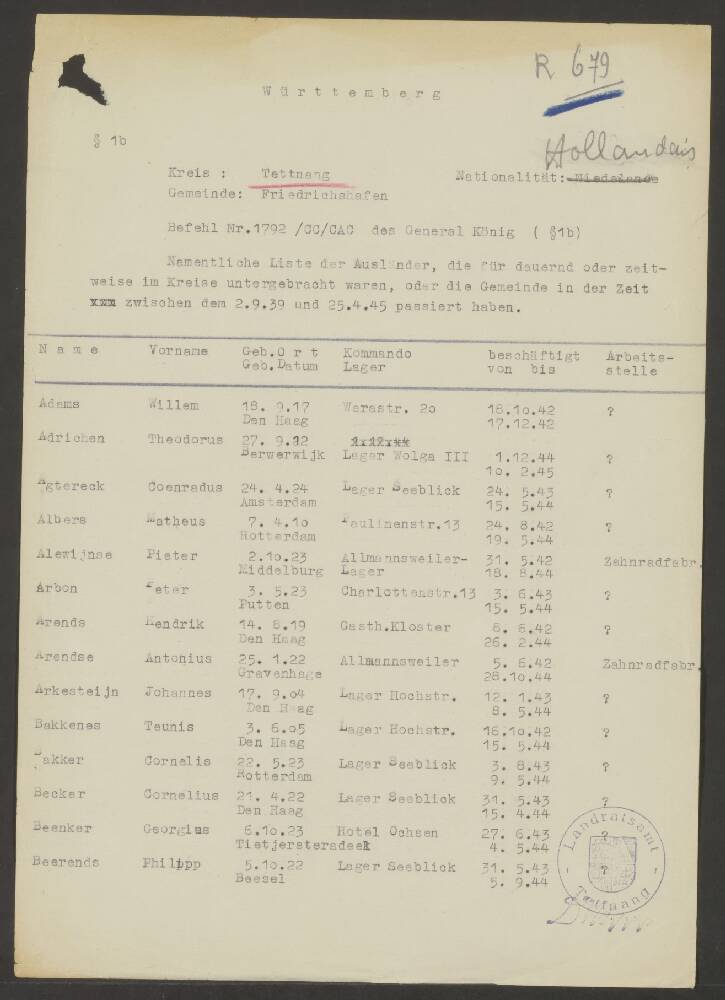 R 679
Württemberg
§ 1b
Hollandais
Kreis : Tettnang Nationalität: Niederlande
Gemeinde: Friedrichshafen
Befehl Nr.1792 /CC/CAC des General König ( §1b)
Namentliche Liste der Ausländer, die für dauernd oder zeit-
weise im Kreise untergebracht waren, oder die Gemeinde in der Zeit
xxx zwischen dem 2.9.39 und 25.4.45 passiert haben.
Name Vorname Geb.Ort Kommando beschäftigt Arbeits-
Geb.Datum Lager von bis stelle
Adams Willem 18. 9.17 Werastr. 2o 16.10.42 ?
Den Haag 17.12.42
Adrichen Theodorus 27. 9.12
Berwerwijk Lager Wolga III 1.12.44 ?
1o. 2.45
Agtereck Coenradus 24. 4.24 Lager Seeblick 24. 5.43 ?
Amsterdam 15. 5.44
Albers Matheus 7. 4.1o Paulinenstr.13 24. 8.42 ?
Rotterdam 19. 5.44
Alewijnse Pieter 2.1o.23 Allmannsweiler- 31. 5.42 Zahnradfabr.
Middelburg Lager 18. 8.44
Arbon Peter 3. 5.23 Charlottenstr.13 3. 6.43 ?
Putten 15. 5.44
Arends Hendrik 14. 8.19 Gasth.Kloster 8. 6.42 ?
Den Haag 26. 2.44
Arendse Antonius 25. 1.22 Allmannsweiler 5. 6.42 Zahnradfabr.
Gravenhage 28.1o.44
Arkesteijn Johannes 17. 9.o4 Lager Hochstr. 12. 1.43 ?
Den Haag 8. 5.44
Bakkenes Teunis 3. 6.o5 Lager Hochstr. 16.1o.42 ?
Den Haag 15. 5.44
Bakker Cornelis 22. 5.23 Lager Seeblick 3. 8.43 ?
Rotterdam 9. 5.44
Becker Cornelius 21. 4.22 Lager Seeblick 31. 5.43 ?
Den Haag 15. 4.44
Beenker Georgius 6.1o.23 Hotel Ochsen 27. 6.43 ?
Tietjersteradeel 4. 5.44
Beerends Philipp 5.1o.22 Lager Seeblick 31. 5.43 ?
Beesel 5. 9.44
Landratsamt
Tettnang